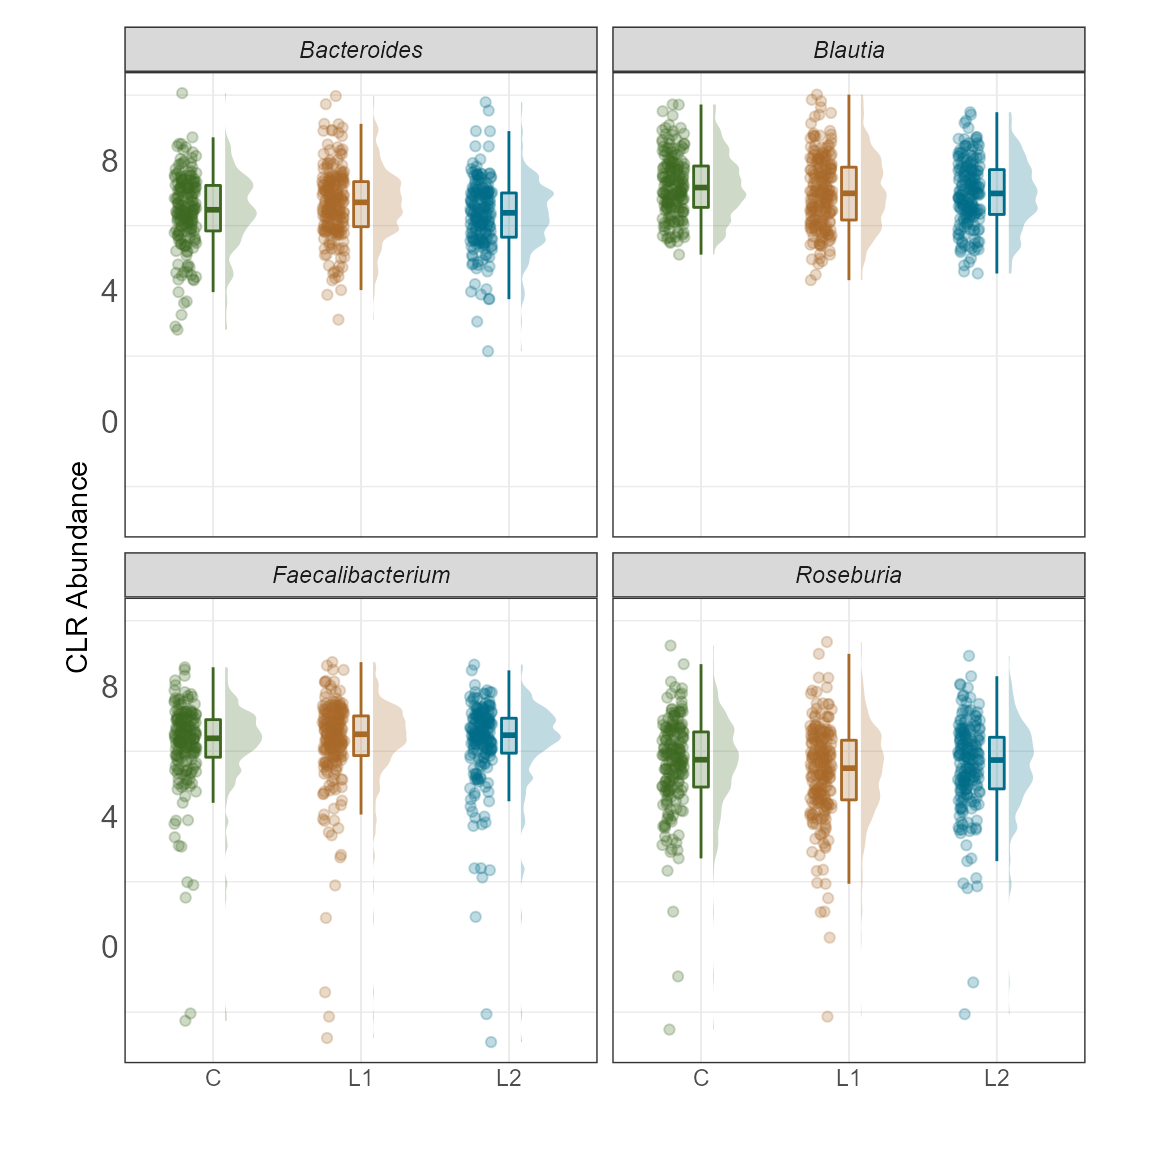 Bacteroides
Blautia
8
4
0
CLR Abundance
Faecalibacterium
Roseburia
8
4
0
C
L1
L2
C
L1
L2